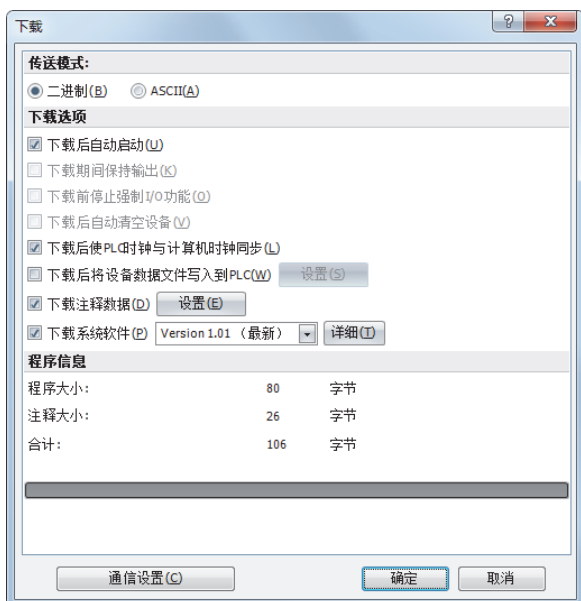 下载
传送模式:
二进制(B) ASCII(A)
下载选项
下载后自动启动(U)
下载期间保持输出(K)
下载前停止强制I/O功能(O)
下载后自动清空设备(V)
下载后使PLC时钟与计算机时钟同步(L)
下载后将设备数据文件写入到PLC(W) 设置(S)
下载注释数据(D) 设置(E)
下载系统软件(P) Version 1.01 （最新） 详细(T)
程序信息
程序大小: 80 字节
注释大小: 26 字节
合计: 106 字节
通信设置(C) 确定 取消